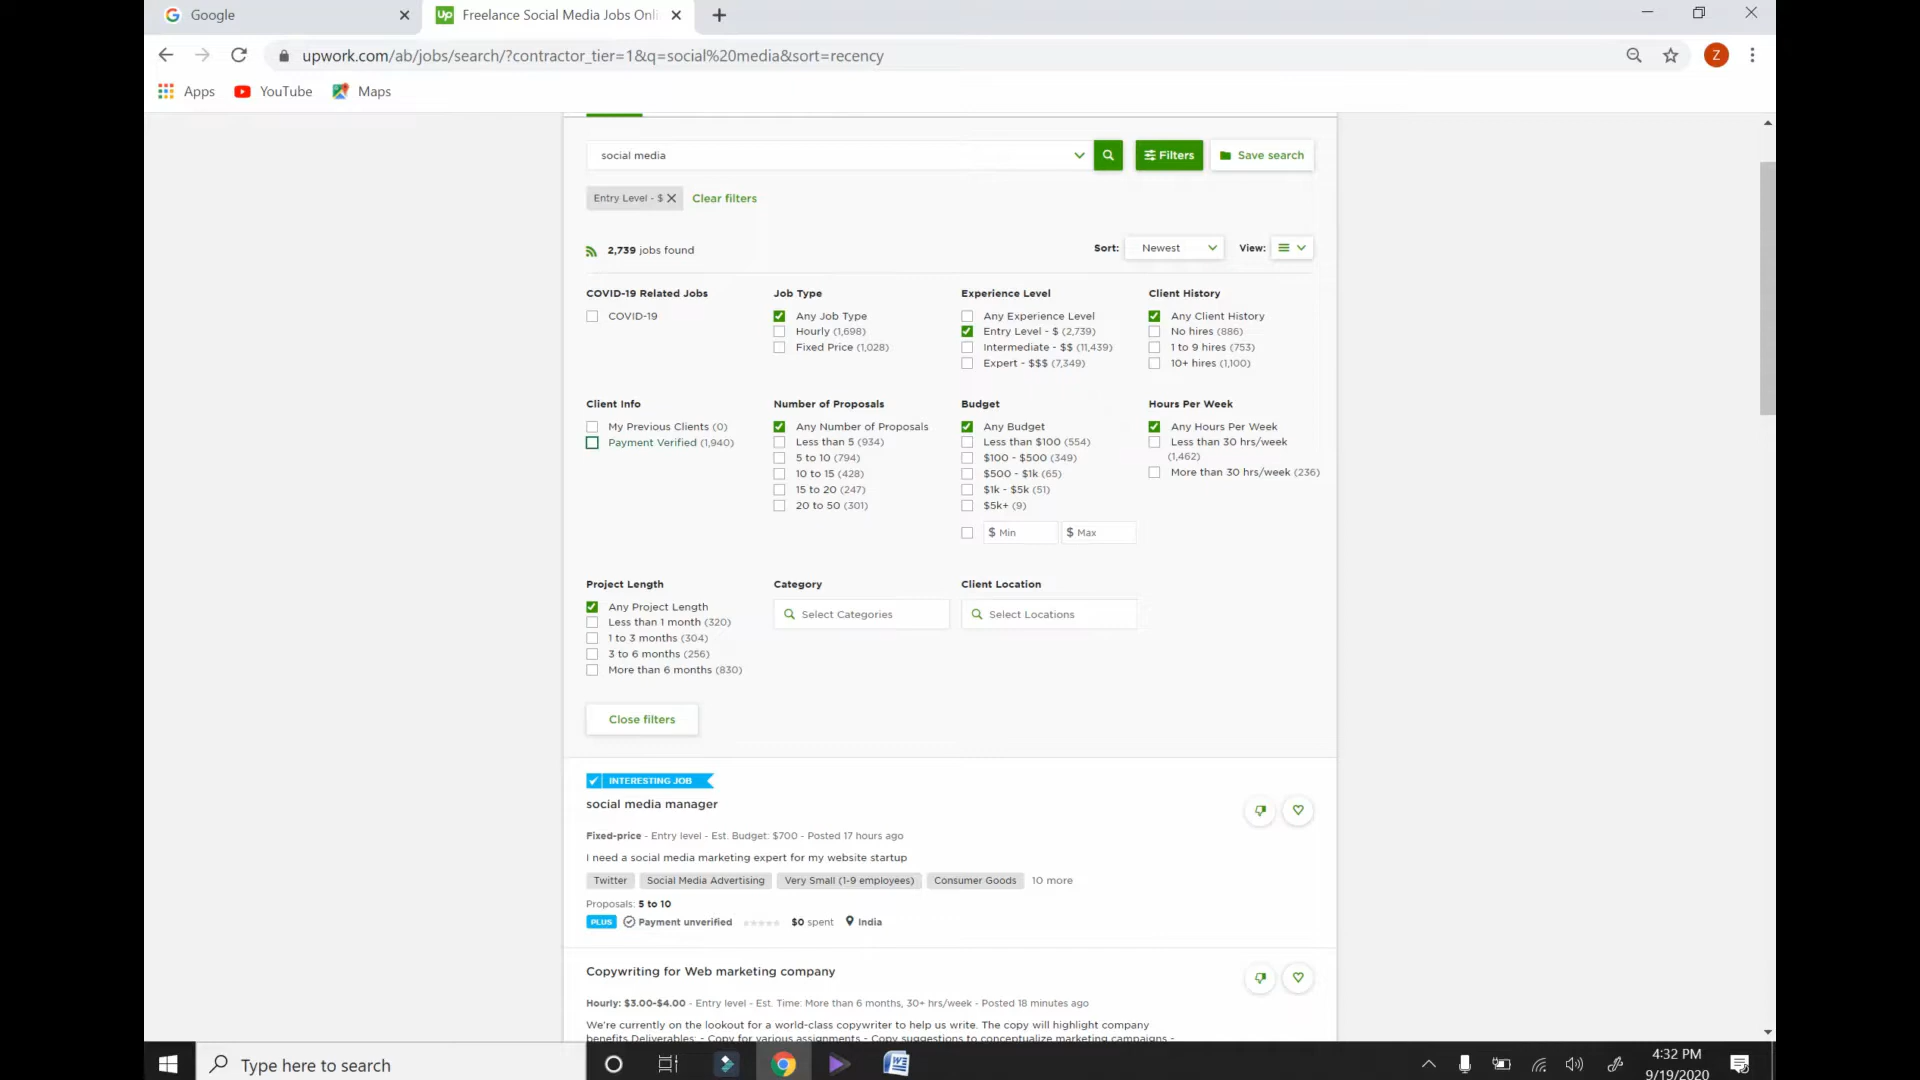 Google
Freelance Social Media Jobs Onli
upwork.com/ab/jobs/search/?contractor_tier=1&q=social%20media&sort=recency
Z
Apps YouTube Maps
social media
Filters
Save search
Entry Level - $
Clear filters
2,739 jobs found
Sort: Newest
View:
COVID-19 Related Jobs
COVID-19
Job Type
Any Job Type
Hourly (1,698)
Fixed Price (1,028)
Experience Level
Any Experience Level
Entry Level - $ (2,739)
Intermediate - $$ (11,439)
Expert - $$$ (7,349)
Client History
Any Client History
No hires (886)
1 to 9 hires (753)
10+ hires (1,100)
Client Info
My Previous Clients (0)
Payment Verified (1,940)
Number of Proposals
Any Number of Proposals
Less than 5 (934)
5 to 10 (794)
10 to 15 (428)
15 to 20 (247)
20 to 50 (301)
Budget
Any Budget
Less than $100 (554)
$100 - $500 (349)
$500 - $1k (65)
$1k - $5k (51)
$5k+ (9)
$ Min $ Max
Hours Per Week
Any Hours Per Week
Less than 30 hrs/week
(1,462)
More than 30 hrs/week (236)
Project Length
Any Project Length
Less than 1 month (320)
1 to 3 months (304)
3 to 6 months (256)
More than 6 months (830)
Category
Select Categories
Client Location
Select Locations
Close filters
INTERESTING JOB
social media manager
Fixed-price - Entry level - Est. Budget: $700 - Posted 17 hours ago
I need a social media marketing expert for my website startup
Twitter Social Media Advertising Very Small (1-9 employees) Consumer Goods 10 more
Proposals: 5 to 10
PLUS Payment unverified $0 spent India
Copywriting for Web marketing company
Hourly: $3.00-$4.00 - Entry level - Est. Time: More than 6 months, 30+ hrs/week - Posted 18 minutes ago
We're currently on the lookout for a world-class copywriter to help us write. The copy will highlight company
benefits Deliverables: - Copy for various assignments - Copy suggestions to conceptualize marketing campaigns -
Type here to search
4:32 PM
9/19/2020